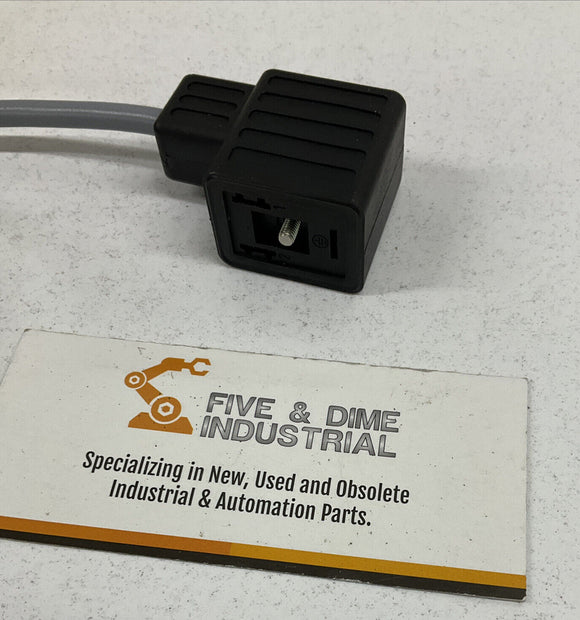 FIVE & DIME
INDUSTRIAL
Specializing in New, Used and Obsolete
Industrial & Automation Parts.